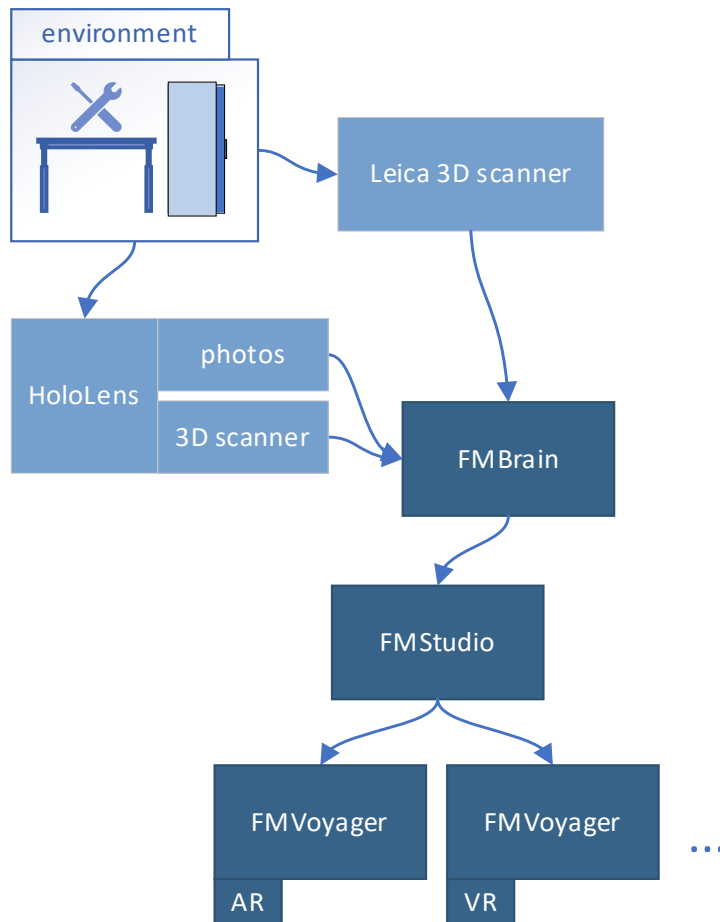 environment
Leica 3D scanner
HoloLens
photos
3D scanner
FMBrain
FMStudio
FMVoyager
FMVoyager
...
AR
VR